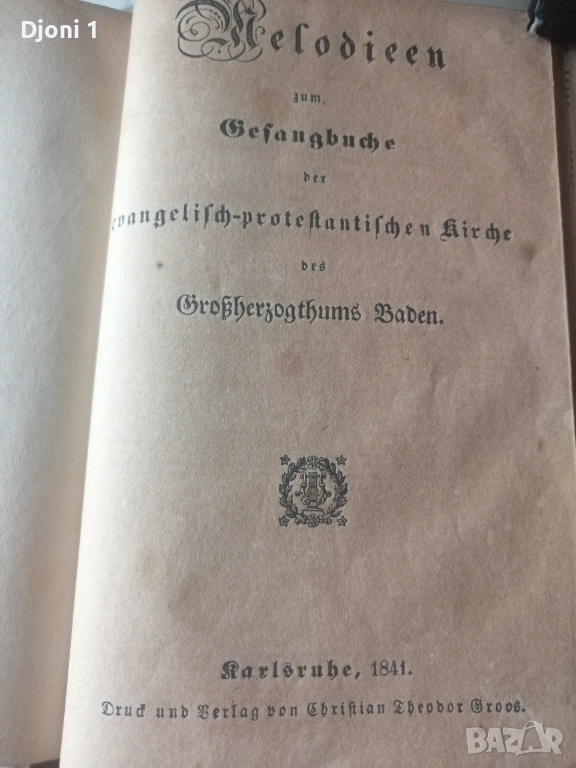 Djoni 1
Melodieen
zum
Gesangbuche
der
evangelisch-protestantischen Kirche
des
Großherzogthums Baden.
Karlsruhe, 1841.
Druck und Verlag von Christian Theodor Groos.
BAZAR